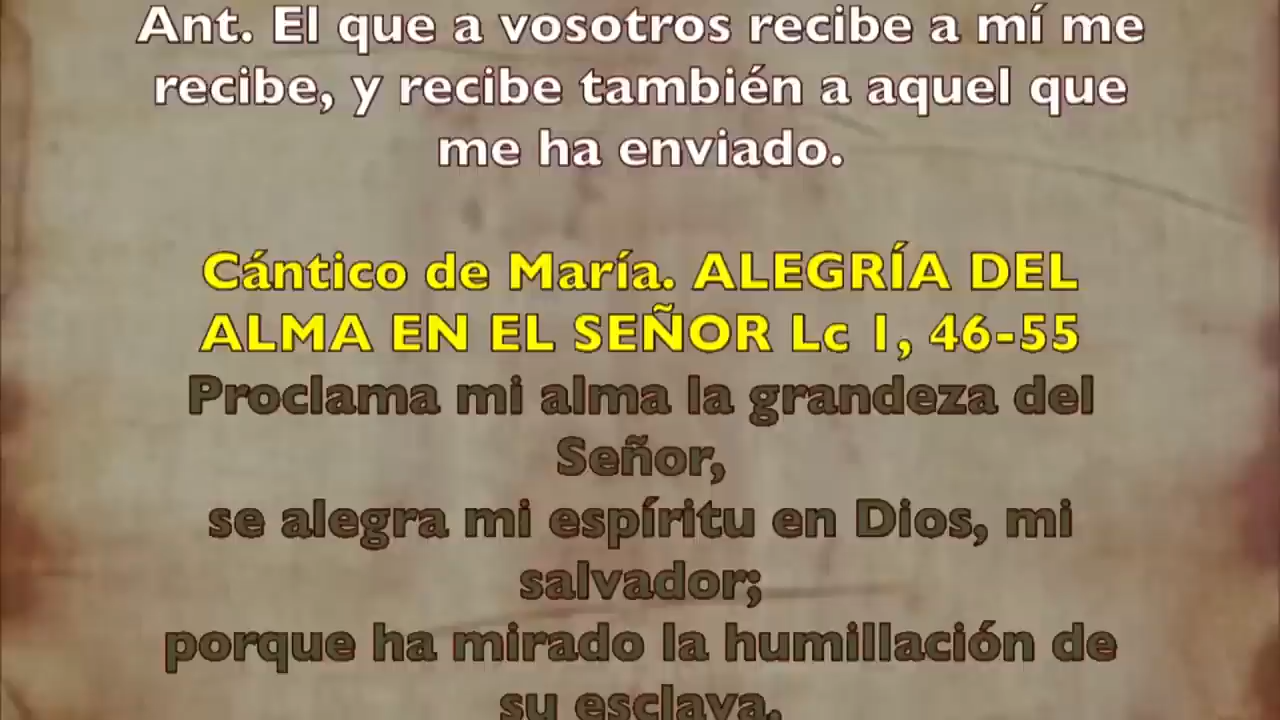 Ant. El que a vosotros recibe a mí me
recibe, y recibe también a aquel que
me ha enviado.
Cántico de María. ALEGRÍA DEL
ALMA EN EL SEÑOR Lc 1, 46-55
Proclama mi alma la grandeza del
Señor,
se alegra mi espíritu en Dios, mi
salvador;
porque ha mirado la humillación de
su esclava.